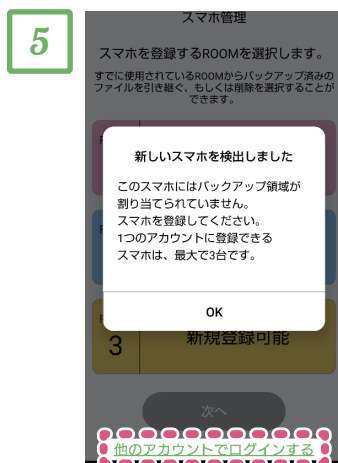 5
スマホ管理
スマホを登録するROOMを選択します。
すでに使用されているROOMからバックアップ済みの
ファイルを引き継ぐ、もしくは削除を選択することが
できます。
新しいスマホを検出しました
このスマホにはバックアップ領域が
割り当てられていません。
スマホを登録してください。
1つのアカウントに登録できる
スマホは、最大で3台です。
OK
3
新規登録可能
次へ
他のアカウントでログインする